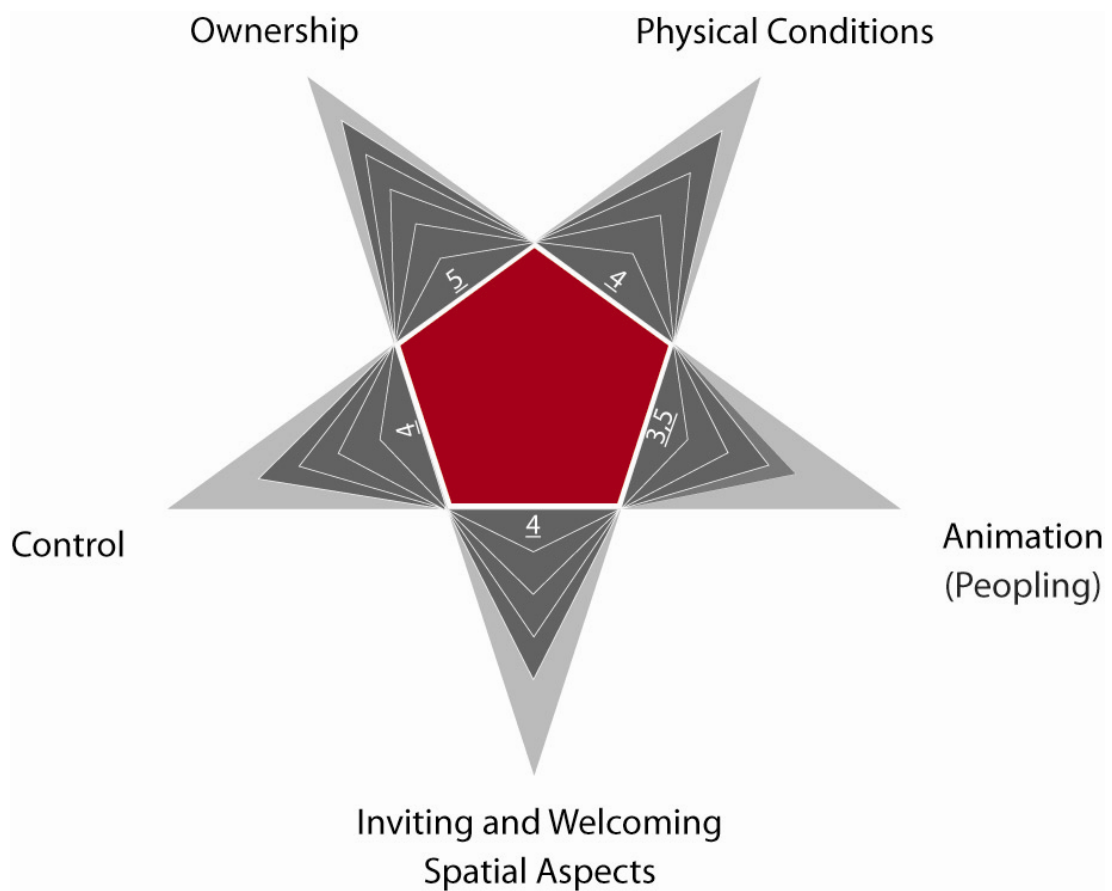 Ownership
Physical Conditions
5
4
4
3,5
4
Control
Animation
(Peopling)
Inviting and Welcoming
Spatial Aspects